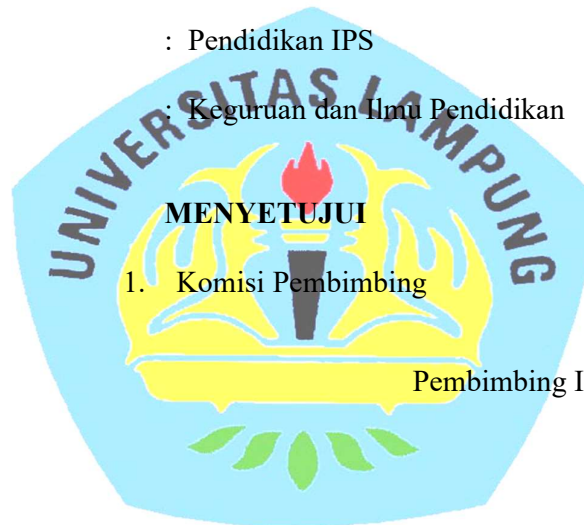 : Pendidikan IPS
: Keguruan dan Ilmu Pendidikan
UNIVERSITAS LAMPUNG
MENYETUJUI
1. Komisi Pembimbing
Pembimbing I